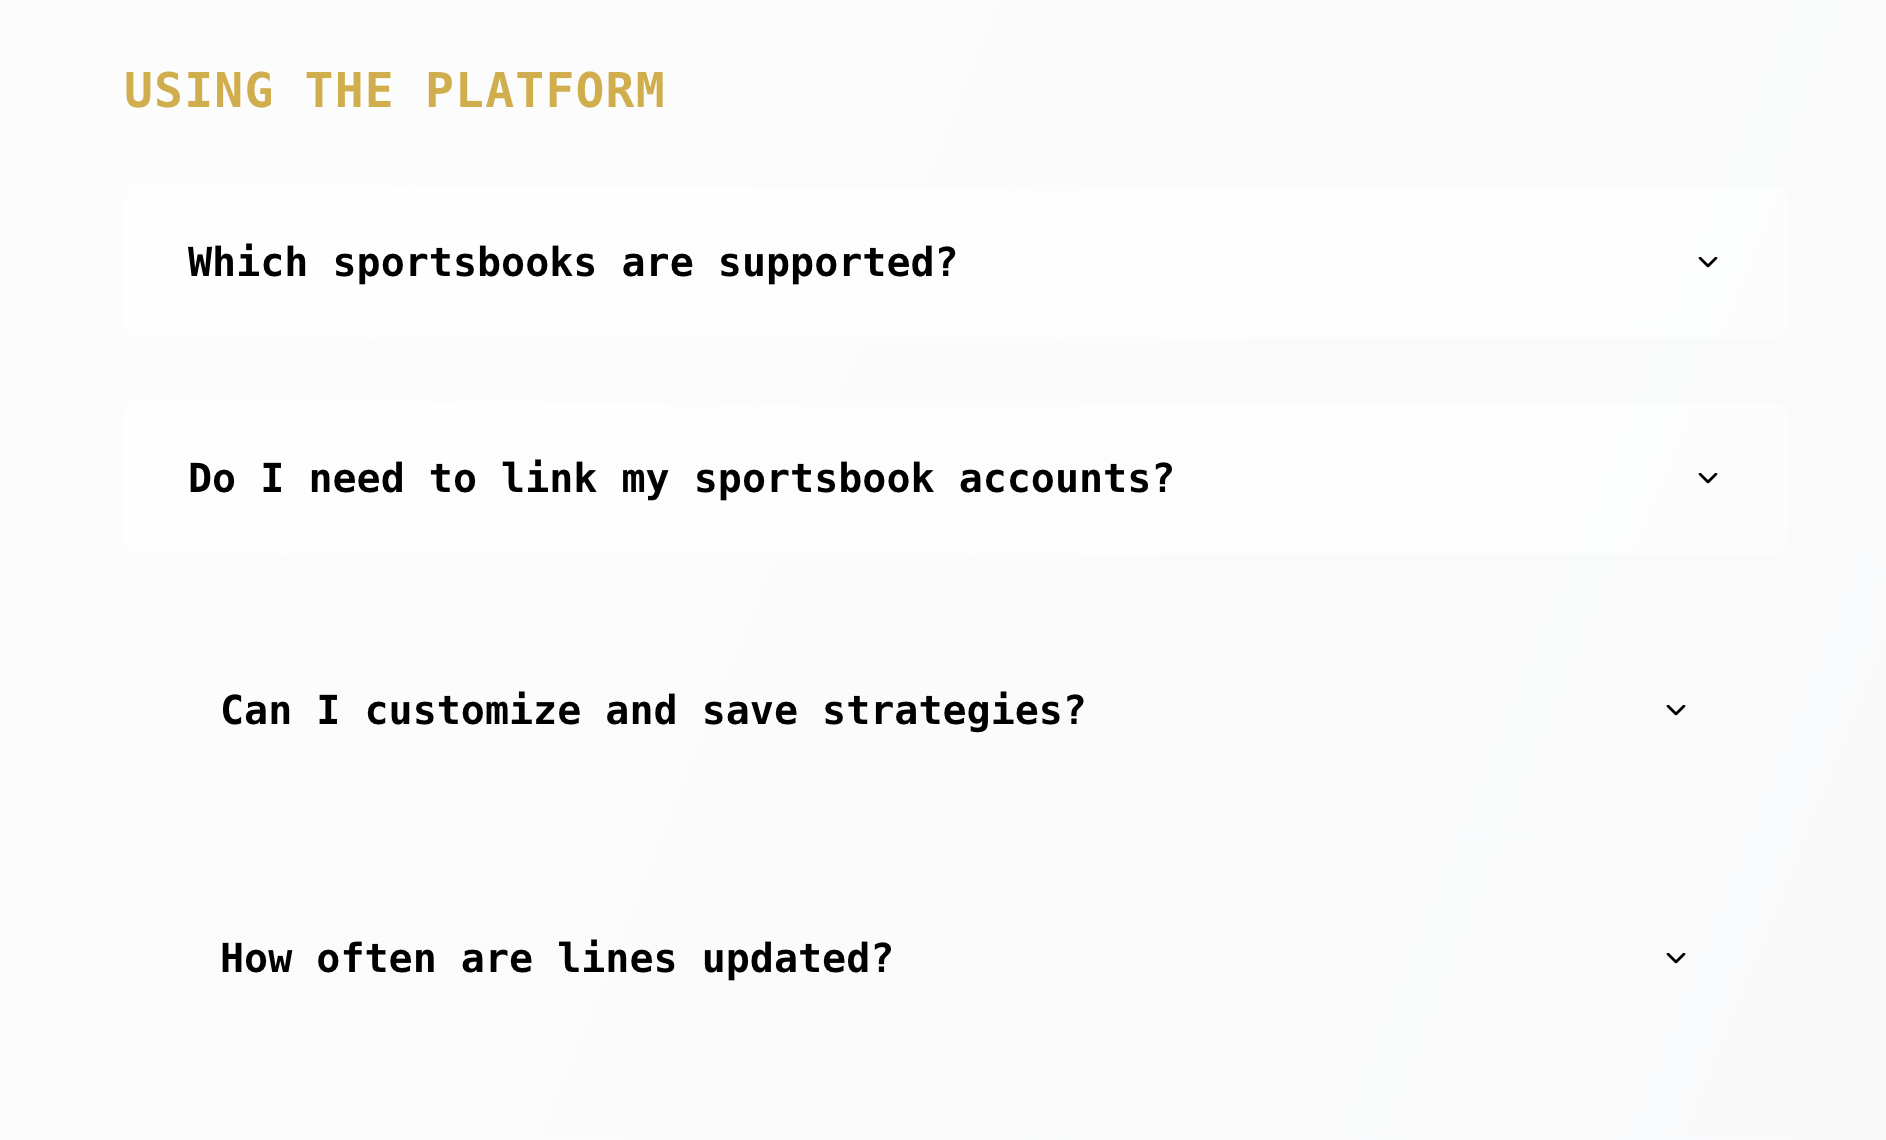 USING THE PLATFORM
Which sportsbooks are supported?
Do I need to link my sportsbook accounts?
Can I customize and save strategies?
How often are lines updated?